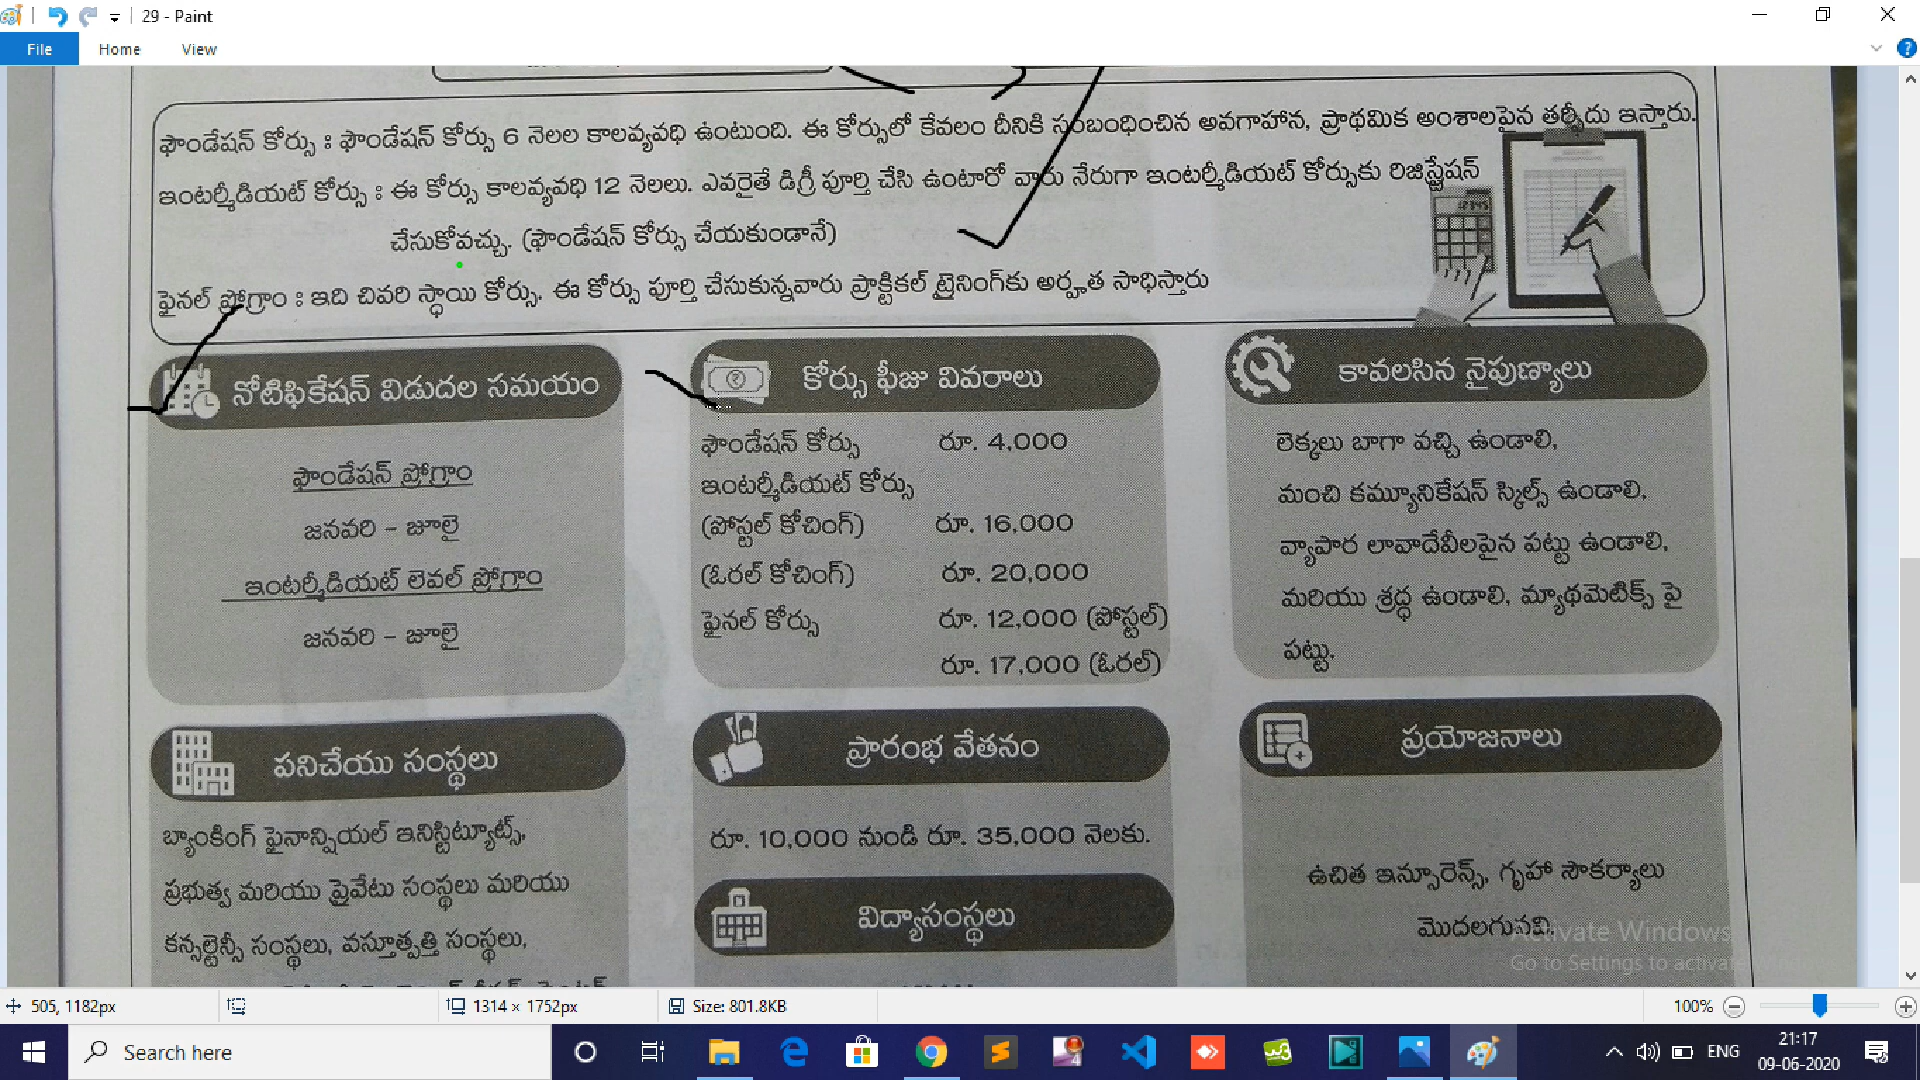 29 - Paint
File Home View
ఫౌండేషన్ కోర్సు : ఫౌండేషన్ కోర్సు 6 నెలల కాలవ్యవధి ఉంటుంది. ఈ కోర్సులో కేవలం దీనికి సంబంధించిన అవగాహాన, ప్రాథమిక అంశాలపైన తర్ఫీదు ఇస్తారు.
ఇంటర్మీడియట్ కోర్సు : ఈ కోర్సు కాలవ్యవధి 12 నెలలు. ఎవరైతే డిగ్రీ పూర్తి చేసి ఉంటారో వారు నేరుగా ఇంటర్మీడియట్ కోర్సుకు రిజిస్ట్రేషన్
చేసుకోవచ్చు. (ఫౌండేషన్ కోర్సు చేయకుండానే)
ఫైనల్ ప్రోగ్రాం : ఇది చివరి స్థాయి కోర్సు. ఈ కోర్సు పూర్తి చేసుకున్నవారు ప్రాక్టికల్ ట్రైనింగ్‌కు అర్హత సాధిస్తారు
నోటిఫికేషన్ విడుదల సమయం
ఫౌండేషన్ ప్రోగ్రాం
జనవరి - జూలై
ఇంటర్మీడియట్ లెవల్ ప్రోగ్రాం
జనవరి - జూలై
కోర్సు ఫీజు వివరాలు
ఫౌండేషన్ కోర్సు రూ. 4,000
ఇంటర్మీడియట్ కోర్సు
(పోస్టల్ కోచింగ్) రూ. 16,000
(ఓరల్ కోచింగ్) రూ. 20,000
ఫైనల్ కోర్సు రూ. 12,000 (పోస్టల్)
రూ. 17,000 (ఓరల్)
కావలసిన నైపుణ్యాలు
లెక్కలు బాగా వచ్చి ఉండాలి,
మంచి కమ్యూనికేషన్ స్కిల్స్ ఉండాలి,
వ్యాపార లావాదేవీలపైన పట్టు ఉండాలి,
మరియు శ్రద్ధ ఉండాలి, మ్యాథమెటిక్స్ పై
పట్టు.
పనిచేయు సంస్థలు
బ్యాంకింగ్ ఫైనాన్షియల్ ఇనిస్టిట్యూట్స్,
ప్రభుత్వ మరియు ప్రైవేటు సంస్థలు మరియు
కన్సల్టెన్సీ సంస్థలు, వస్తూత్పత్తి సంస్థలు,
ప్రారంభ వేతనం
రూ. 10,000 నుండి రూ. 35,000 నెలకు.
విద్యాసంస్థలు
ప్రయోజనాలు
ఉచిత ఇన్సూరెన్స్, గృహా సౌకర్యాలు
మొదలగునవి.
Activate Windows
Go to Settings to activate Windows.
505, 1182px 1314 × 1752px Size: 801.8KB 100%
Search here ENG 21:17
09-06-2020